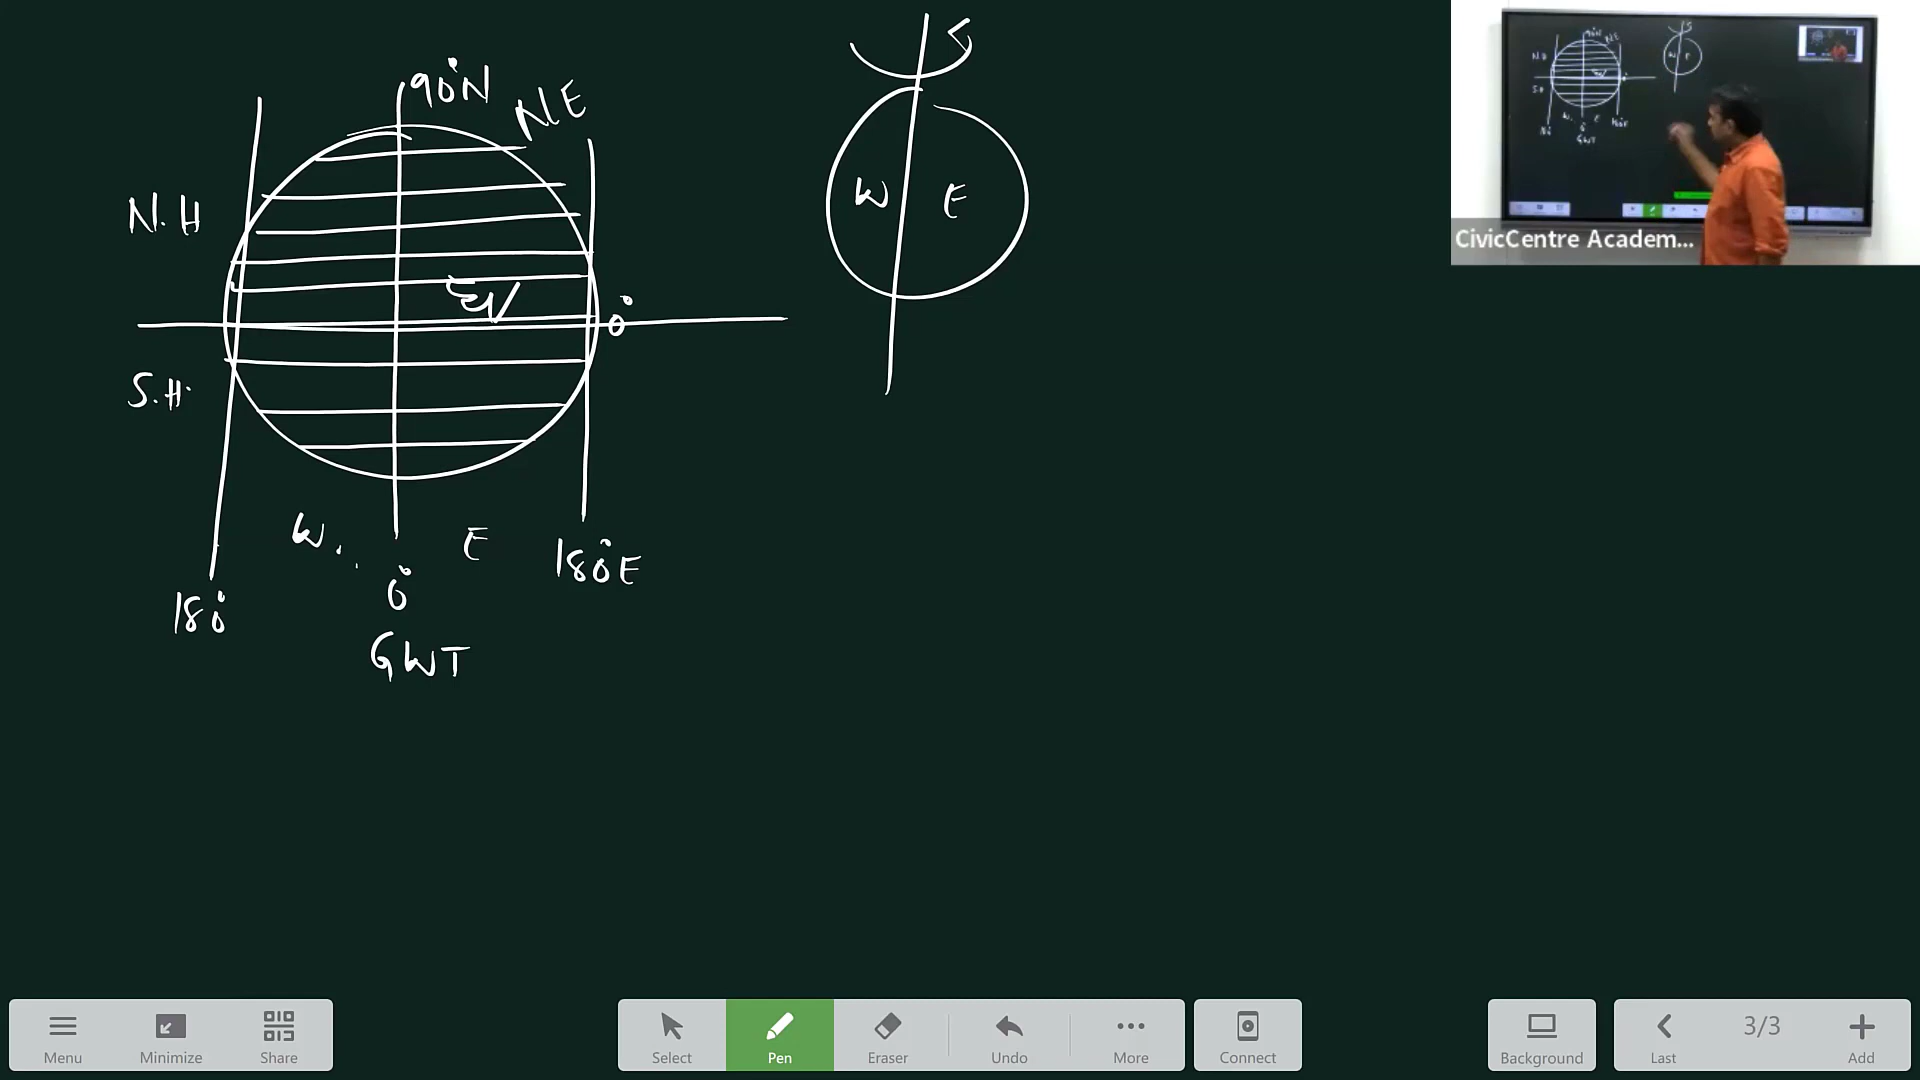 90°N
N.E
N.H
0°
S.H.
W.
E
180°
0°
180°E
GWT
W
E
CivicCentre Academ...
Menu
Minimize
Share
Select
Pen
Eraser
Undo
More
Connect
Background
Last
3/3
Add